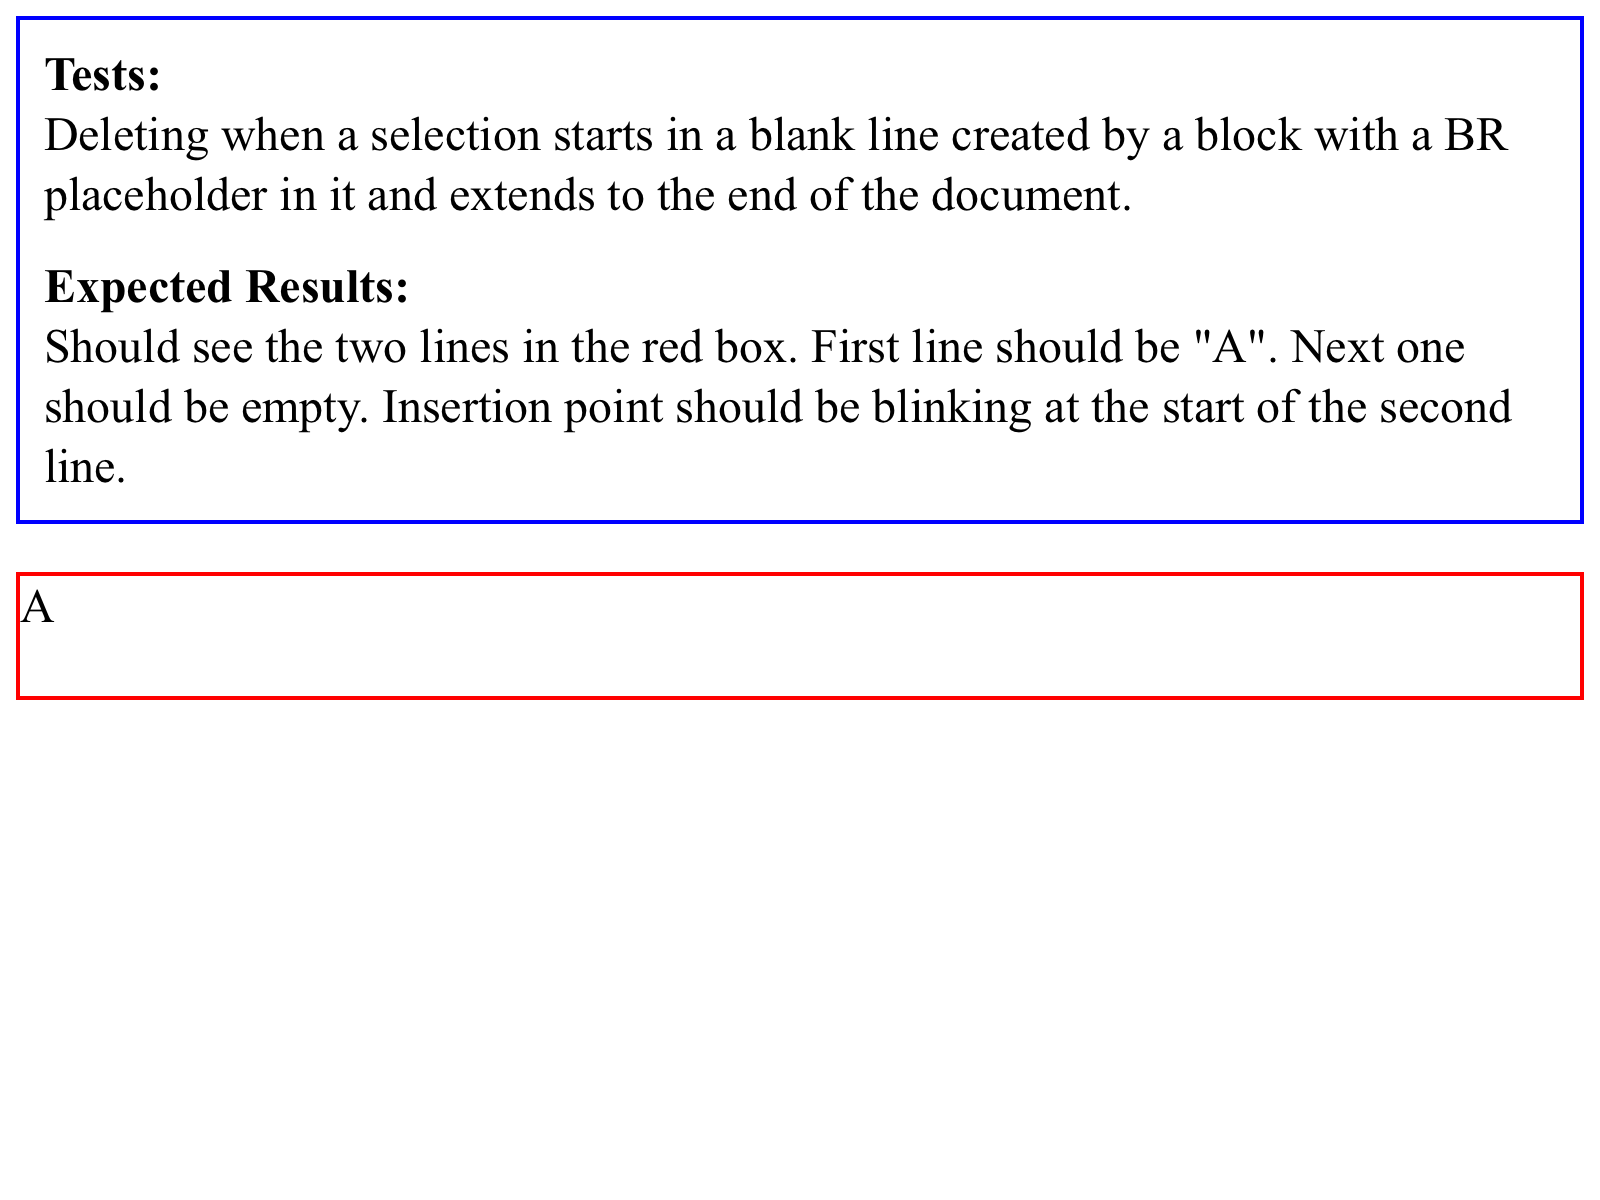 Tests:
Deleting when a selection starts in a blank line created by a block with a BR
placeholder in it and extends to the end of the document.
Expected Results:
Should see the two lines in the red box. First line should be "A". Next one
should be empty. Insertion point should be blinking at the start of the second
line.
A